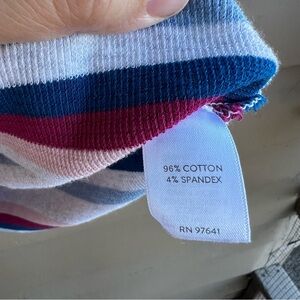 96% COTTON
4% SPANDEX
RN 97641